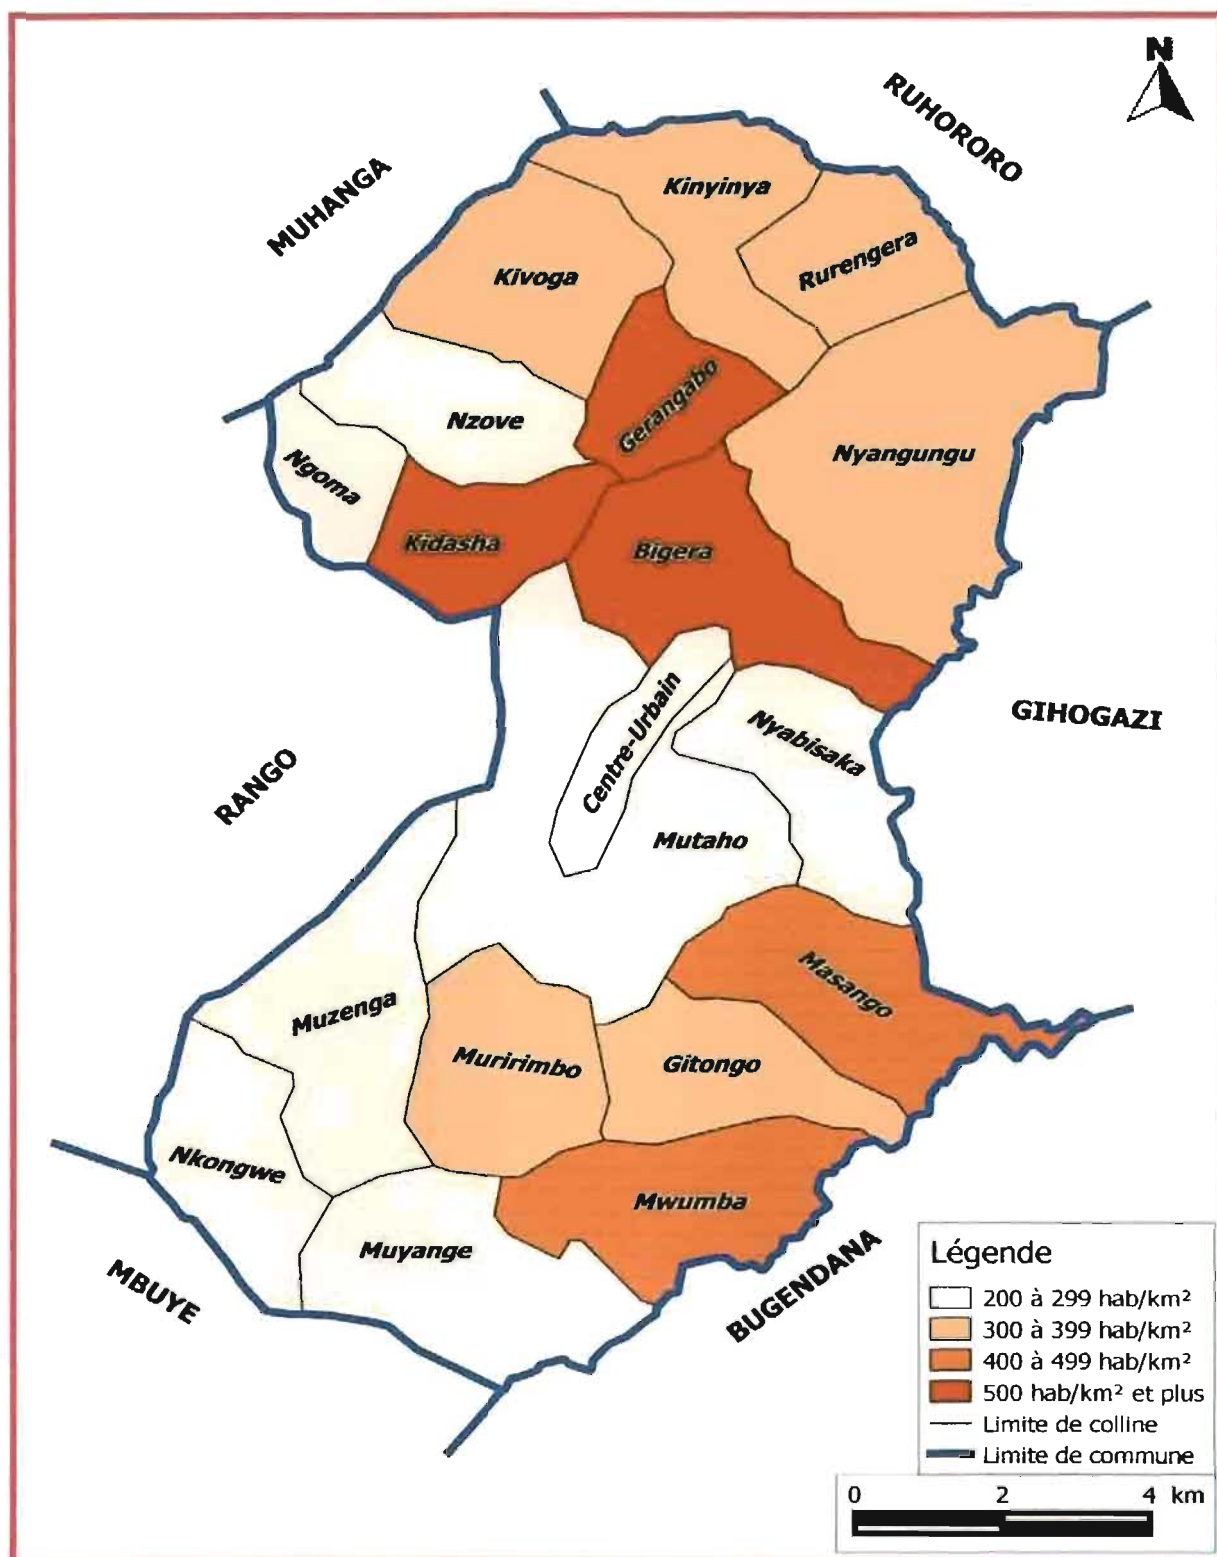 N
RUHORORO
MUHANGA
Kinyinya
Rurengera
Kivoga
Gerangabo
Nzove
Nyangungu
Ngoma
Kidasha
Bigera
Centre-Urbain
Nyabisaka
GIHOGAZI
RANGO
Mutaho
Masango
Muzenga
Muririmbo
Gitongo
Nkongwe
Mwumba
Muyange
MBUYE
BUGENDANA
Légende
200 à 299 hab/km²
300 à 399 hab/km²
400 à 499 hab/km²
500 hab/km² et plus
Limite de colline
Limite de commune
0 2 4 km